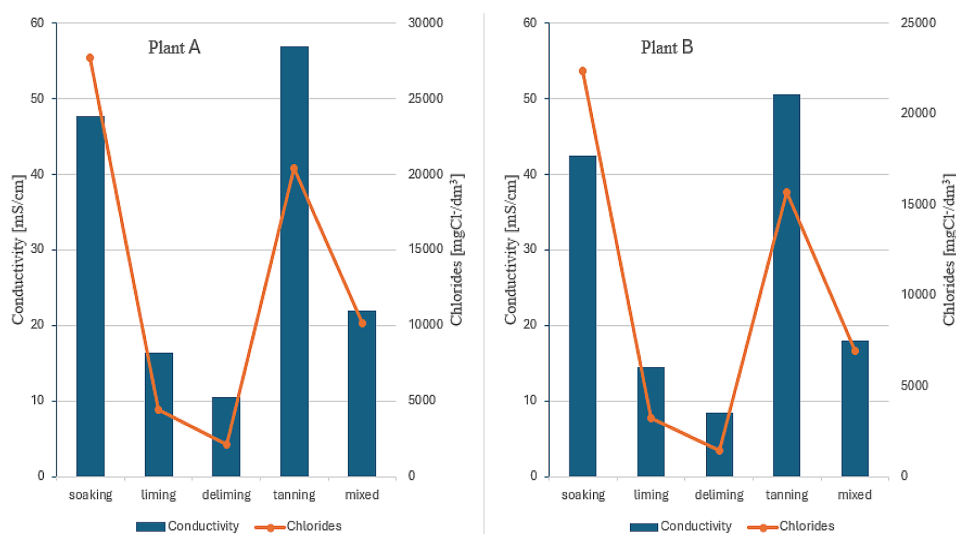 Plant A
Conductivity [mS/cm]
60
50
40
30
20
10
0
Chlorides [mgCl⁻/dm³]
30000
25000
20000
15000
10000
5000
0
soaking liming deliming tanning mixed
Conductivity Chlorides
Plant B
Conductivity [mS/cm]
60
50
40
30
20
10
0
Chlorides [mgCl⁻/dm³]
25000
20000
15000
10000
5000
0
soaking liming deliming tanning mixed
Conductivity Chlorides